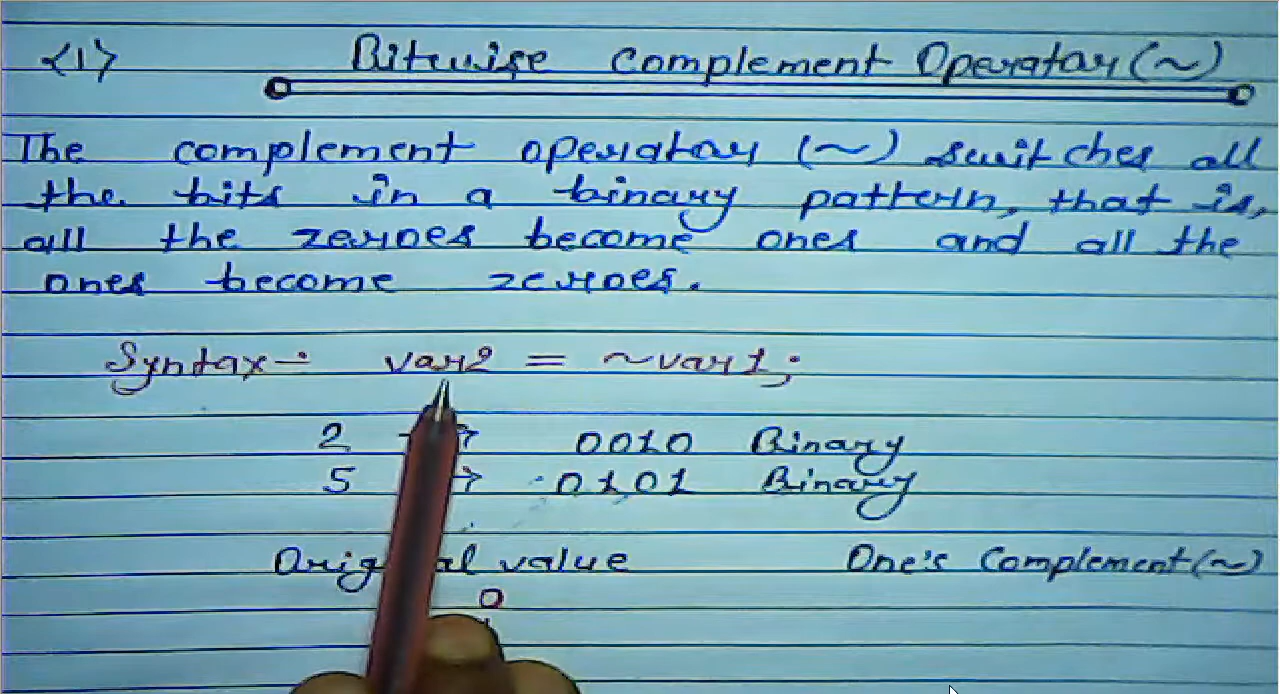 <1> Bitwise Complement Operator (~)
The complement operator (~) switches all
the bits in a binary pattern, that is,
all the zeroes become ones and all the
ones become zeroes.
Syntax:- var2 = ~var1;
2 → 0010 Binary
5 → 0101 Binary
value One's Complement (~)
0